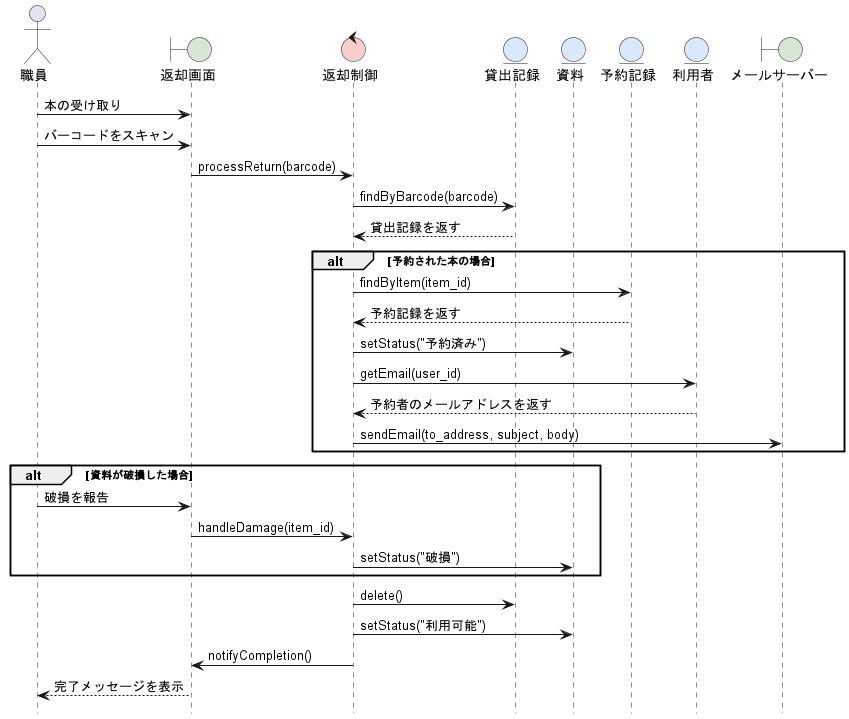 職員
返却画面
返却制御
貸出記録
資料
予約記録
利用者
メールサーバー
本の受け取り
バーコードをスキャン
processReturn(barcode)
findByBarcode(barcode)
貸出記録を返す
alt [予約された本の場合]
findByItem(item_id)
予約記録を返す
setStatus("予約済み")
getEmail(user_id)
予約者のメールアドレスを返す
sendEmail(to_address, subject, body)
alt [資料が破損した場合]
破損を報告
handleDamage(item_id)
setStatus("破損")
delete()
setStatus("利用可能")
notifyCompletion()
完了メッセージを表示